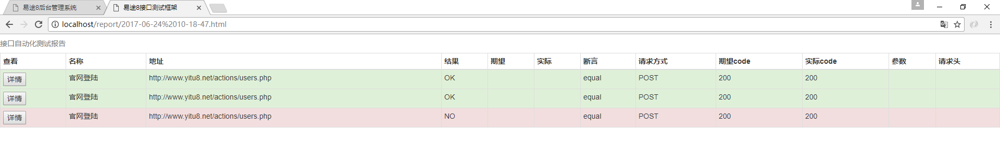 易途8后台管理系统 易途8接口测试框架
localhost/report/2017-06-24%2010-18-47.html
接口自动化测试报告
查看 名称 地址 结果 期望 实际 断言 请求方式 期望code 实际code 参数 请求头
详情 官网登陆 http://www.yitu8.net/actions/users.php OK equal POST 200 200
详情 官网登陆 http://www.yitu8.net/actions/users.php OK equal POST 200 200
详情 官网登陆 http://www.yitu8.net/actions/users.php NO equal POST 200 200